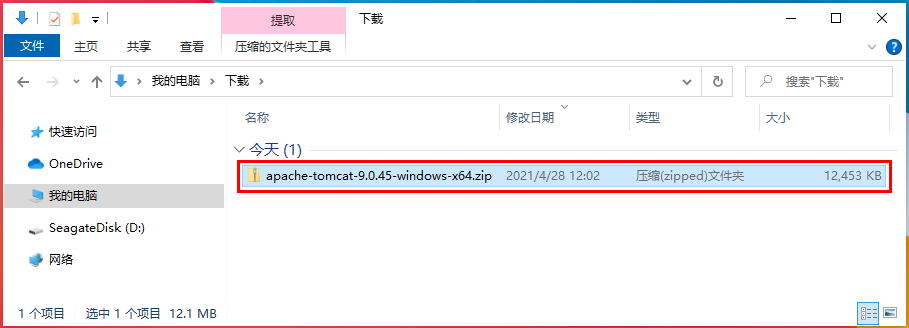 提取 下载
文件 主页 共享 查看 压缩的文件夹工具
我的电脑 下载 搜索"下载"
名称 修改日期 类型 大小
快速访问
今天 (1)
OneDrive
apache-tomcat-9.0.45-windows-x64.zip 2021/4/28 12:02 压缩(zipped)文件夹 12,453 KB
我的电脑
SeagateDisk (D:)
网络
1 个项目 选中 1 个项目 12.1 MB